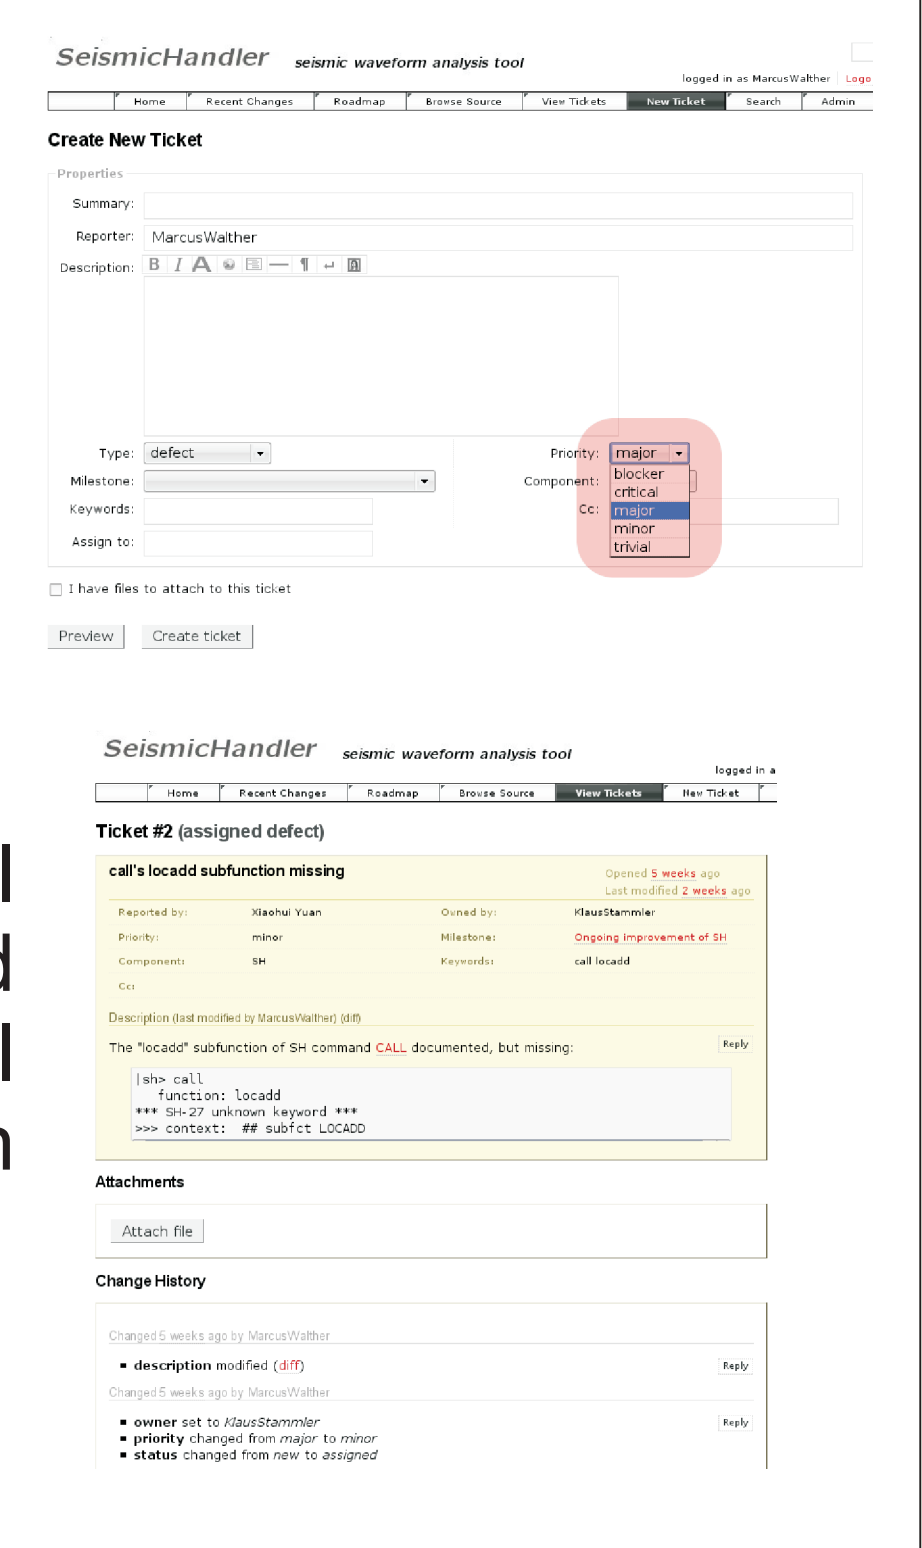 SeismicHandler seismic waveform analysis tool
logged in as MarcusWalther Logo
Home Recent Changes Roadmap Browse Source View Tickets New Ticket Search Admin
Create New Ticket
Properties
Summary:
Reporter: MarcusWalther
Description: B I A
Type: defect Priority: major
blocker
Milestone: Component:
critical
Keywords: major Cc:
minor
Assign to: trivial
I have files to attach to this ticket
Preview Create ticket
SeismicHandler seismic waveform analysis tool
logged in a
Home Recent Changes Roadmap Browse Source View Tickets New Ticket
Ticket #2 (assigned defect)
call's locadd subfunction missing Opened 5 weeks ago
Last modified 2 weeks ago
Reported by: Xiaohui Yuan Owned by: KlausStammler
Priority: minor Milestone: Ongoing improvement of SH
Component: SH Keywords: call locadd
Cc:
Description (last modified by MarcusWalther) (diff)
The "locadd" subfunction of SH command CALL documented, but missing: Reply
|sh> call
function: locadd
*** SH-27 unknown keyword ***
>>> context: ## subfct LOCADD
Attachments
Attach file
Change History
Changed 5 weeks ago by MarcusWalther
description modified (diff) Reply
Changed 5 weeks ago by MarcusWalther
owner set to KlausStammler Reply
priority changed from major to minor
status changed from new to assigned